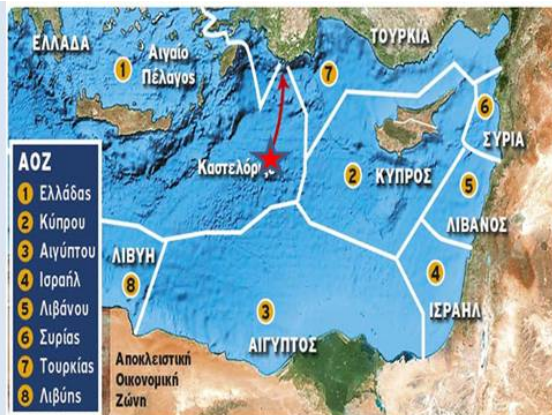 ΕΛΛΑΔΑ
ΤΟΥΡΚΙΑ
Αιγαίο
Πέλαγος
1
7
6
ΣΥΡΙΑ
2
ΚΥΠΡΟΣ
5
ΛΙΒΑΝΟΣ
ΛΙΒΥΗ
8
4
ΙΣΡΑΗΛ
3
ΑΙΓΥΠΤΟΣ
ΑΟΖ
1 Ελλάδας
2 Κύπρου
3 Αιγύπτου
4 Ισραήλ
5 Λιβάνου
6 Συρίας
7 Τουρκίας
8 Λιβύης
Αποκλειστική
Οικονομική
Ζώνη